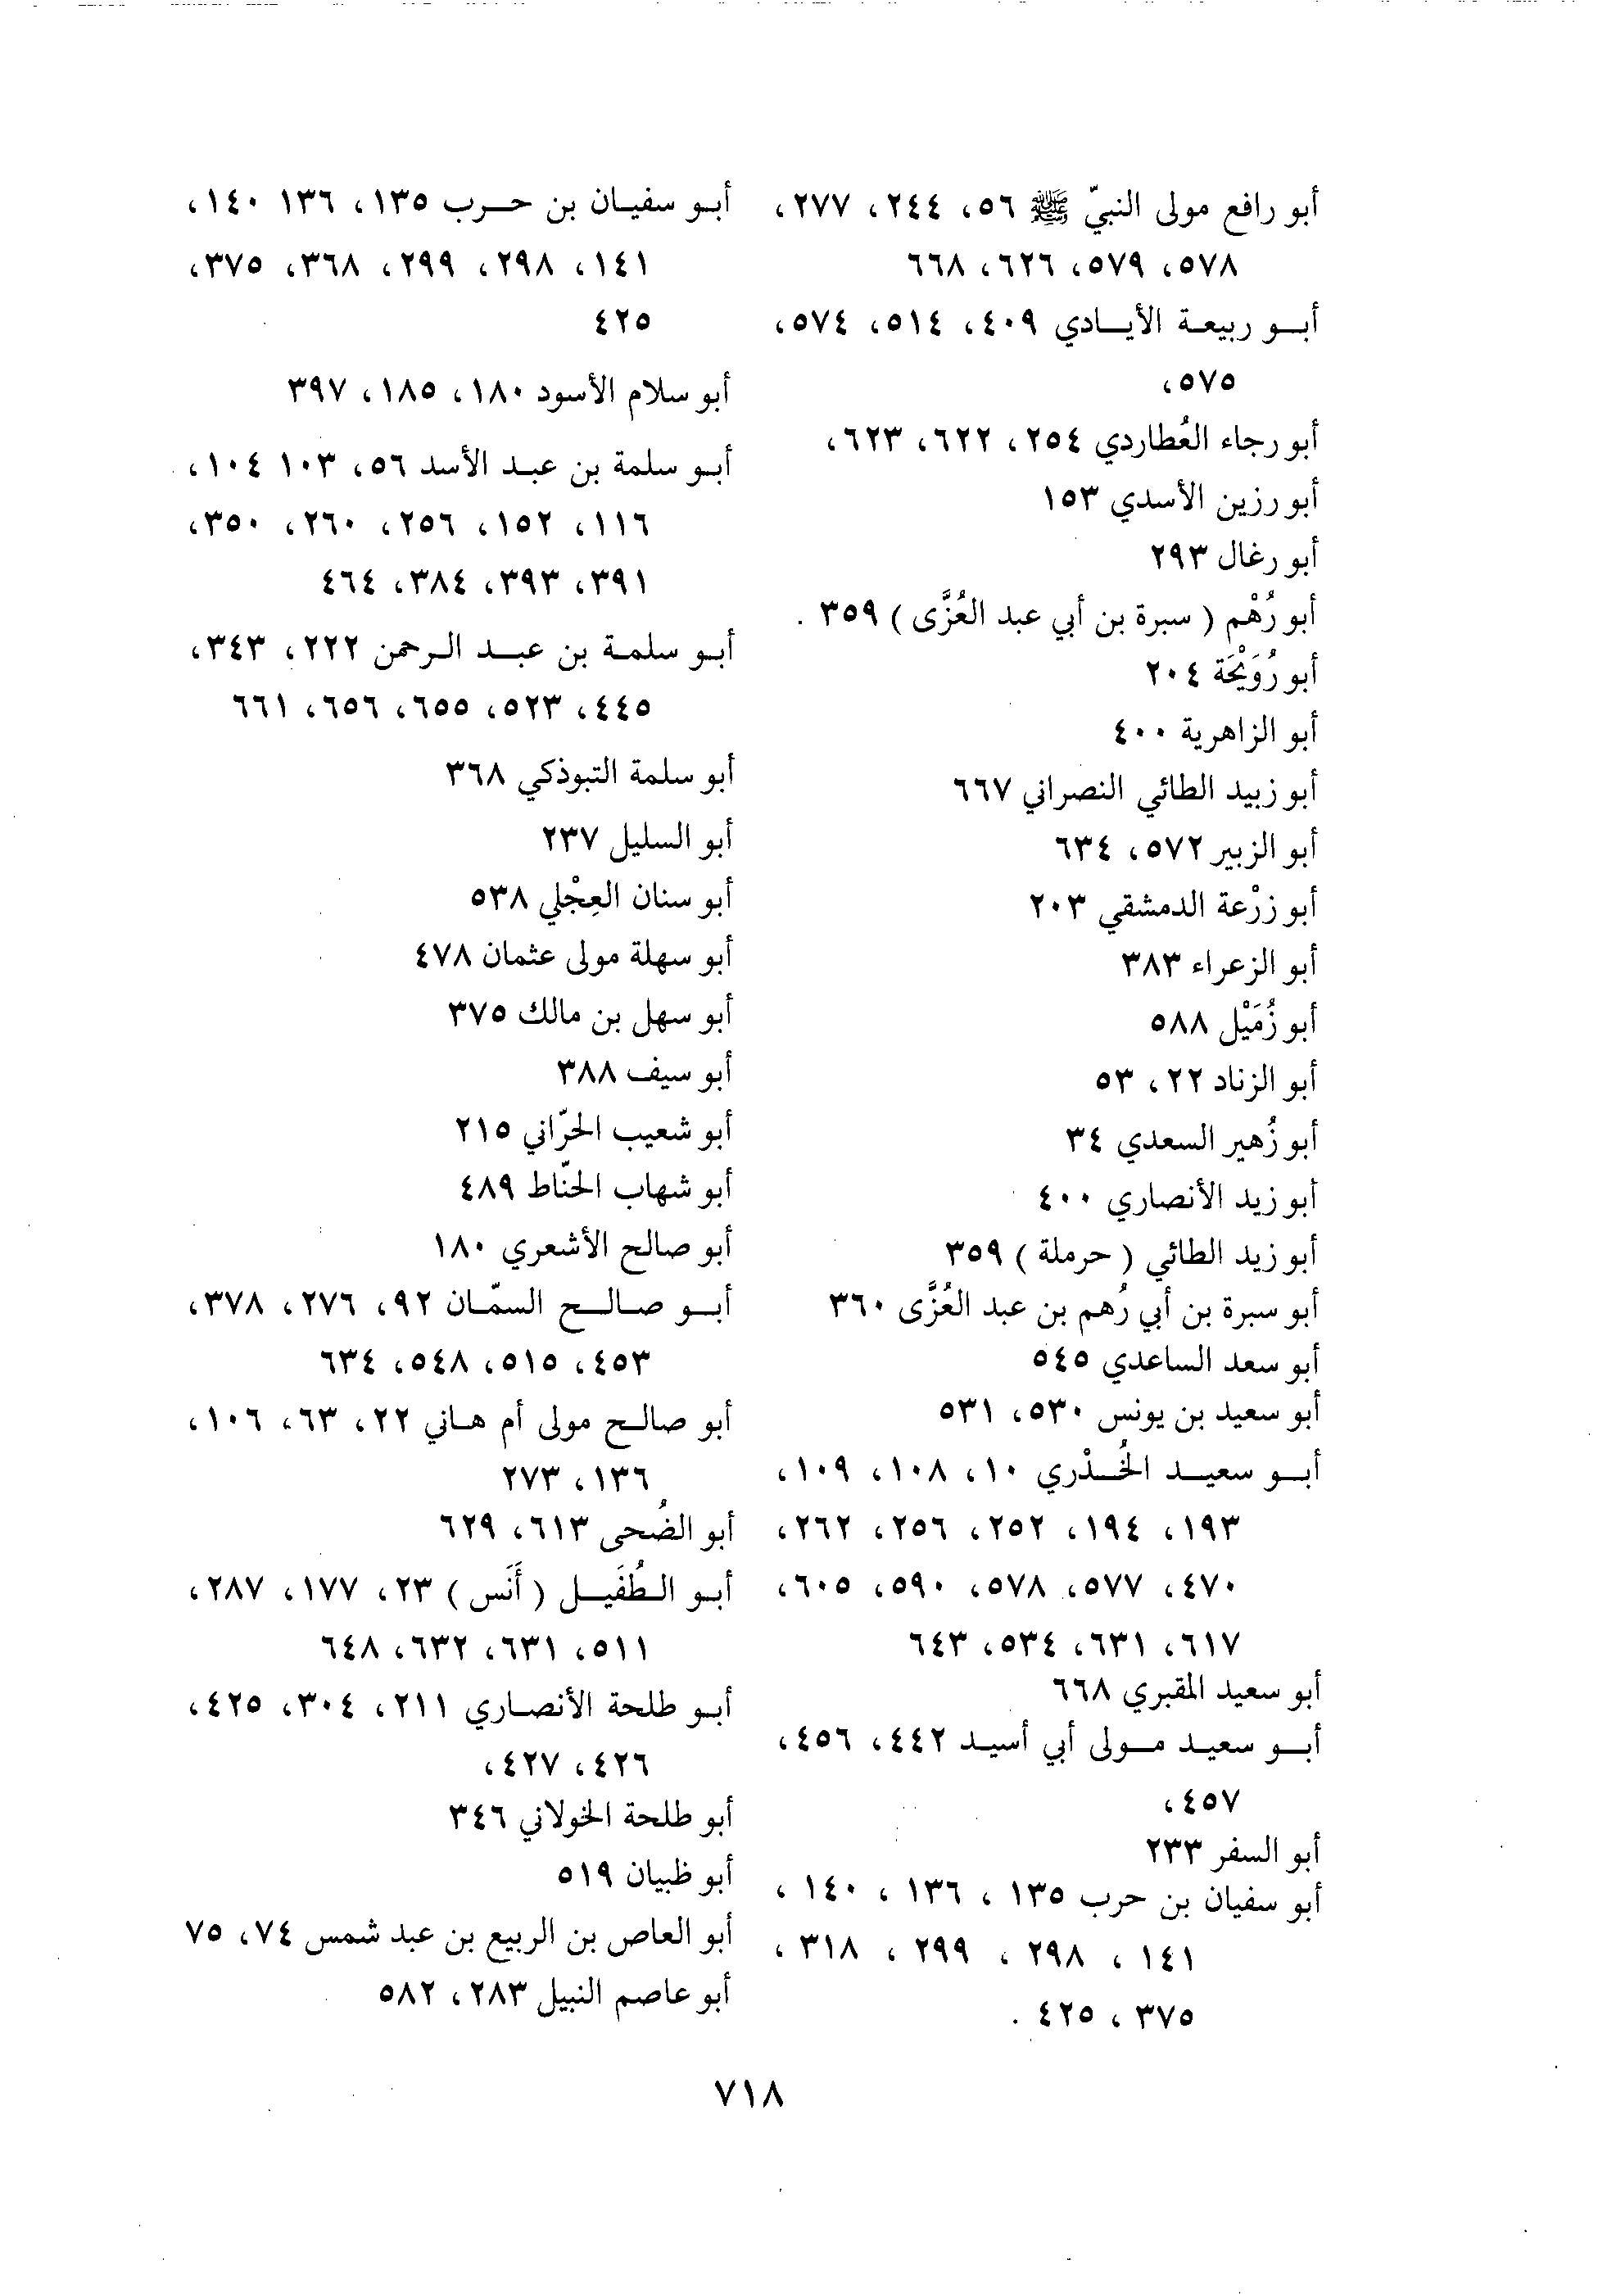 أبو رافع مولى النبيّ ﷺ ٥٦، ٢٤٤، ٢٧٧،
٥٧٨، ٥٧٩، ٦٢٦، ٦٦٨
أبو ربيعة الأيادي ٤٠٩، ٥١٤، ٥٧٤،
٥٧٥،
أبو رجاء العُطاردي ٢٥٤، ٦٢٢، ٦٢٣،
أبو رزين الأسدي ١٥٣
أبو رغال ٢٩٣
أبو رُهْم ( سبرة بن أبي عبد العُزَّى ) ٣٥٩ .
أبو رُوَيْحَة ٢٠٤
أبو الزاهرية ٤٠٠
أبو زبيد الطائي النصراني ٦٦٧
أبو الزبير ٥٧٢، ٦٣٤
أبو زرْعة الدمشقي ٢٠٣
أبو الزعراء ٣٨٣
أبو زُمَيْل ٥٨٨
أبو الزناد ٢٢، ٥٣
أبو زُهير السعدي ٣٤
أبو زيد الأنصاري ٤٠٠
أبو زيد الطائي ( حرملة ) ٣٥٩
أبو سبرة بن أبي رُهم بن عبد العُزَّى ٣٦٠
أبو سعد الساعدي ٥٤٥
أبو سعيد بن يونس ٥٣٠، ٥٣١
أبو سعيد الخُدْري ١٠، ١٠٨، ١٠٩،
١٩٣، ١٩٤، ٢٥٢، ٢٥٦، ٢٦٢،
٤٧٠، ٥٧٧، ٥٧٨، ٥٩٠، ٦٠٥،
٦١٧، ٦٣١، ٥٣٤، ٦٤٣
أبو سعيد المقبري ٦٦٨
أبو سعيد مولى أبي أسيد ٤٤٢، ٤٥٦،
٤٥٧،
أبو السفر ٢٣٣
أبو سفيان بن حرب ١٣٥ ، ١٣٦ ، ١٤٠ ،
١٤١ ، ٢٩٨ ، ٢٩٩ ، ٣١٨ ،
٣٧٥ ، ٤٢٥ .
أبو سفيان بن حرب ١٣٥، ١٣٦ ١٤٠،
١٤١، ٢٩٨، ٢٩٩، ٣٦٨، ٣٧٥،
٤٢٥
أبو سلام الأسود ١٨٠، ١٨٥، ٣٩٧
أبو سلمة بن عبد الأسد ٥٦، ١٠٣ ١٠٤،
١١٦، ١٥٢، ٢٥٦، ٢٦٠، ٣٥٠،
٣٩١، ٣٩٣، ٣٨٤، ٤٦٤
أبو سلمة بن عبد الرحمن ٢٢٢، ٣٤٣،
٤٤٥، ٥٢٣، ٦٥٥، ٦٥٦، ٦٦١
أبو سلمة التبوذكي ٣٦٨
أبو السليل ٢٣٧
أبو سنان العِجْلي ٥٣٨
أبو سهلة مولى عثمان ٤٧٨
أبو سهل بن مالك ٣٧٥
أبو سيف ٣٨٨
أبو شعيب الحرّاني ٢١٥
أبو شهاب الحنّاط ٤٨٩
أبو صالح الأشعري ١٨٠
أبو صالح السمّان ٩٢، ٢٧٦، ٣٧٨،
٤٥٣، ٥١٥، ٥٤٨، ٦٣٤
أبو صالح مولى أم هاني ٢٢، ٦٣، ١٠٦،
١٣٦، ٢٧٣
أبو الضُحى ٦١٣، ٦٢٩
أبو الطُفَيل ( أَنَس ) ٢٣، ١٧٧، ٢٨٧،
٥١١، ٦٣١، ٦٣٢، ٦٤٨
أبو طلحة الأنصاري ٢١١، ٣٠٤، ٤٢٥،
٤٢٦، ٤٢٧،
أبو طلحة الخولاني ٣٤٦
أبو ظبيان ٥١٩
أبو العاص بن الربيع بن عبد شمس ٧٤، ٧٥
أبو عاصم النبيل ٢٨٣، ٥٨٢
٧١٨